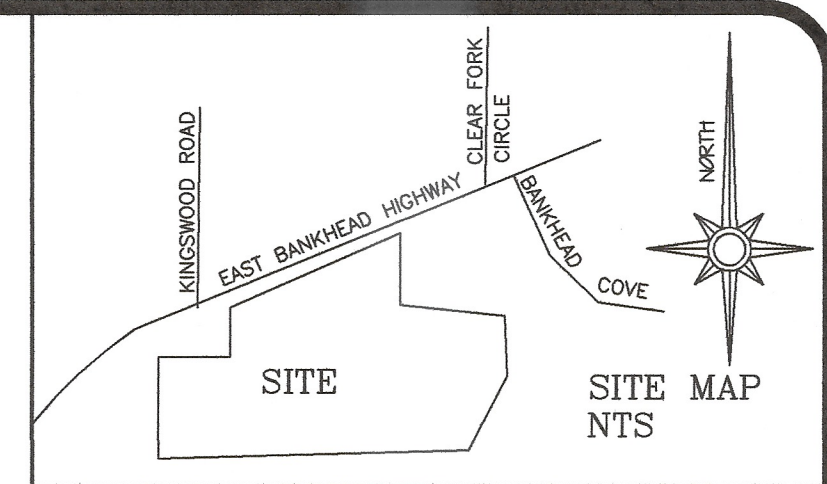 KINGSWOOD ROAD
EAST BANKHEAD HIGHWAY
CLEAR FORK
CIRCLE
BANKHEAD
COVE
NORTH
SITE
SITE MAP
NTS